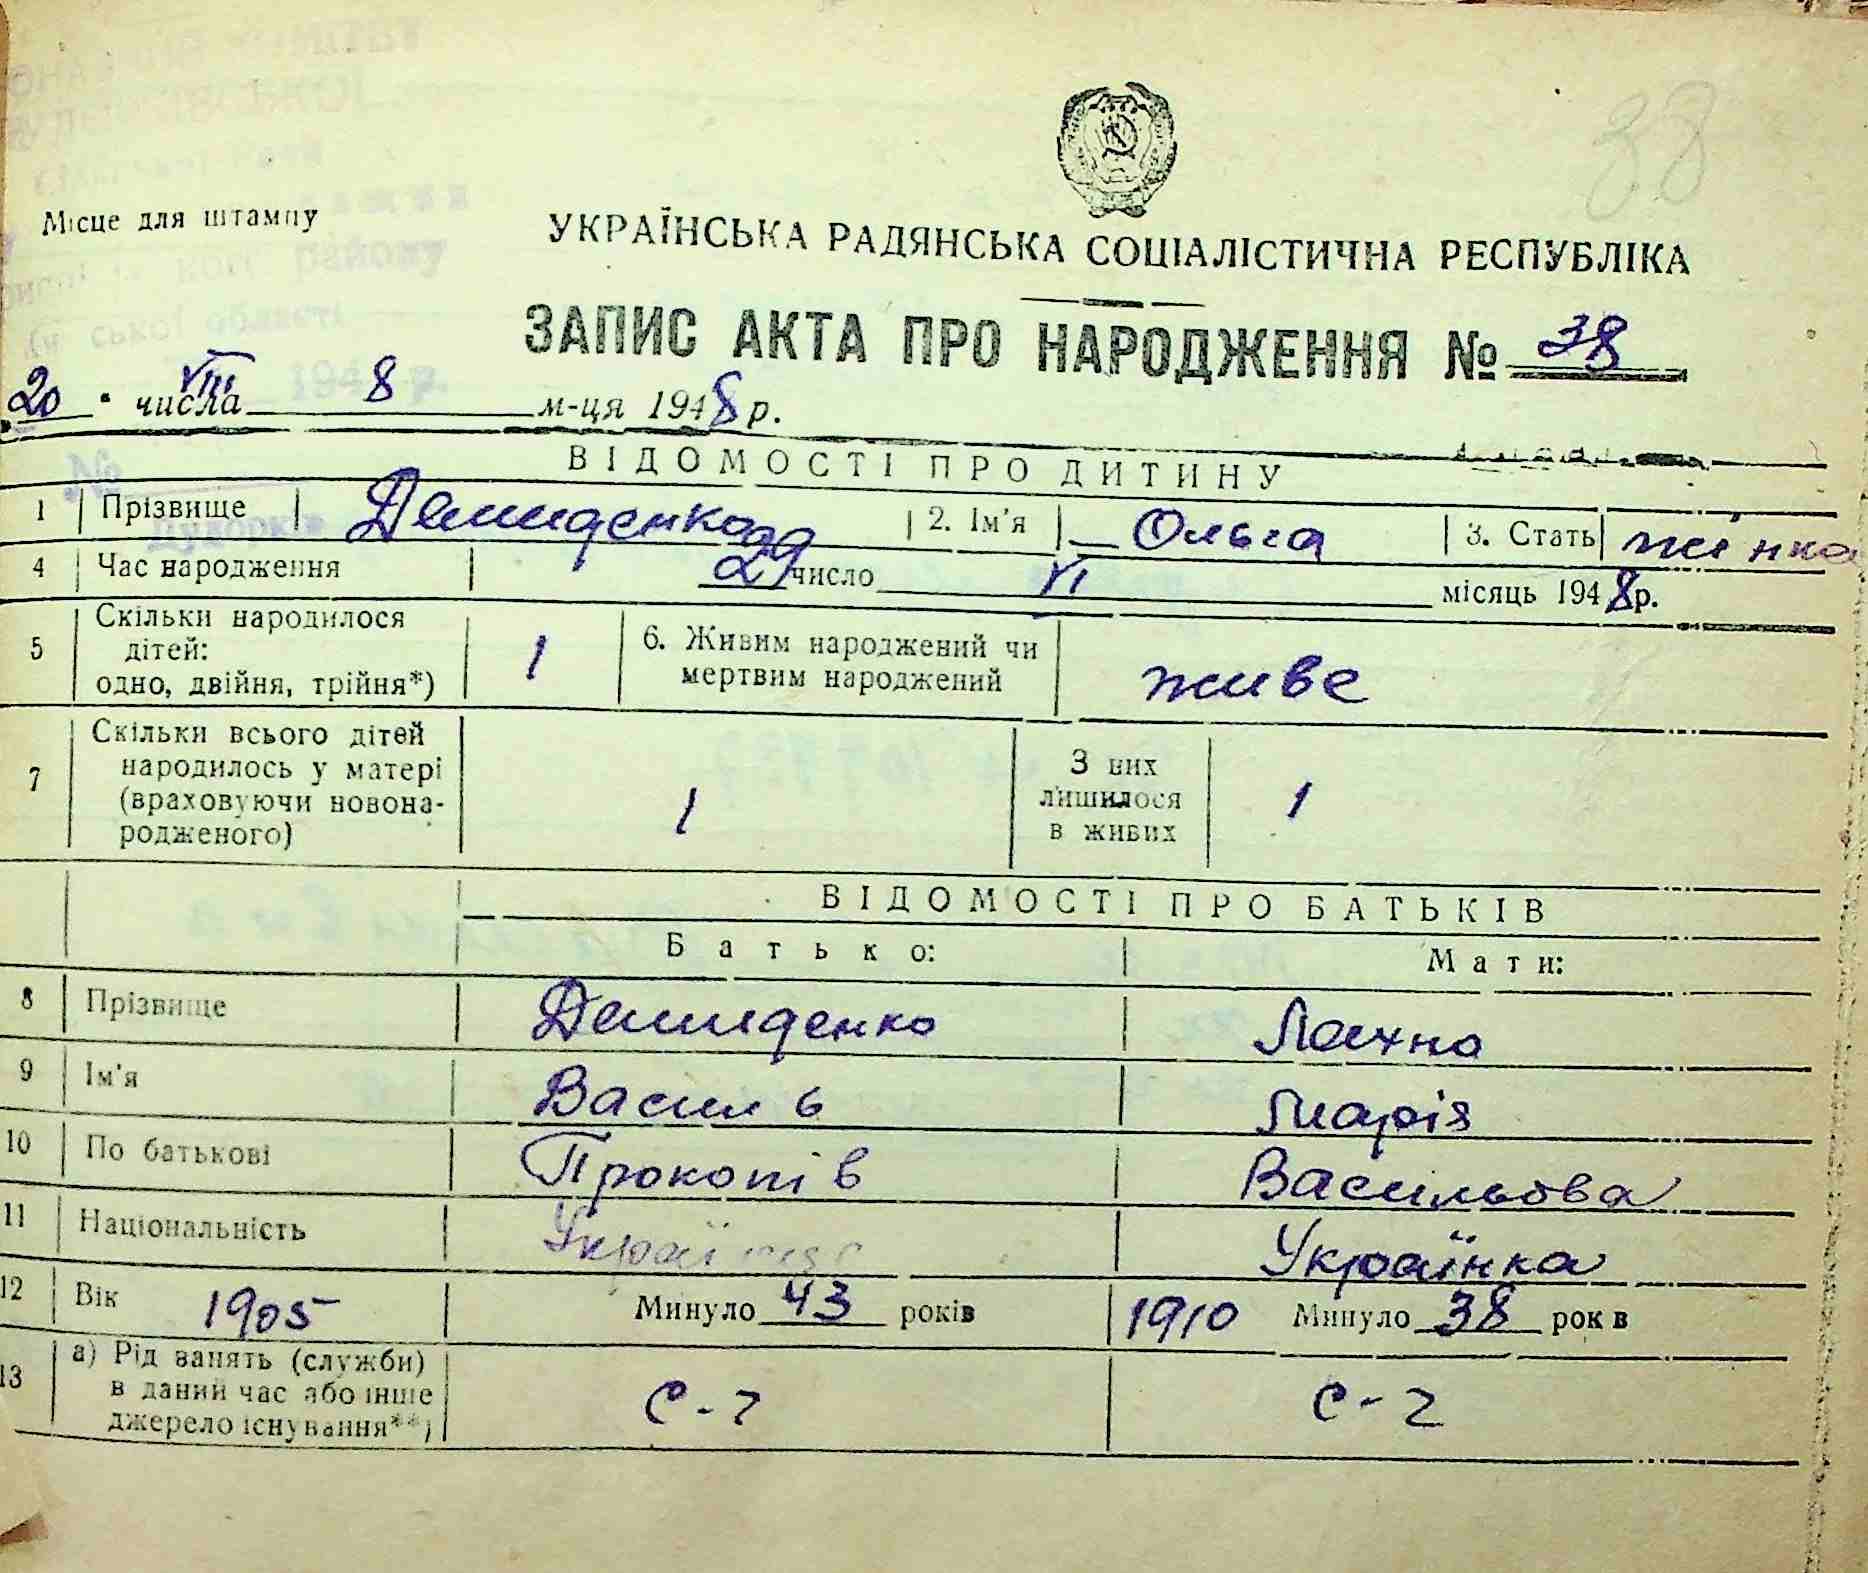 38
Місце для штампу
УКРАЇНСЬКА РАДЯНСЬКА СОЦІАЛІСТИЧНА РЕСПУБЛІКА
ЗАПИС АКТА ПРО НАРОДЖЕННЯ № 38
20 числа VIII 8 м-ця 1948 р.
ВІДОМОСТІ ПРО ДИТИНУ
1 Прізвище Демиденко 2. Ім'я Ольга 3. Стать жінка
4 Час народження 29 число VI місяць 1948 р.
5 Скільки народилося дітей: одно, двійня, трійня*) 1 6. Живим народжений чи мертвим народжений живе
7 Скільки всього дітей народилось у матері (враховуючи новонародженого) 1 З них лишилося в живих 1
ВІДОМОСТІ ПРО БАТЬКІВ
Батько: Мати:
8 Прізвище Демиденко Лахно
9 Ім'я Василь Марія
10 По батькові Прокопів Васильова
11 Національність Українка
12 Вік 1905 Минуло 43 років 1910 Минуло 38 років
13 а) Рід занять (служби) в даний час або інше джерело існування**) с-г с-г